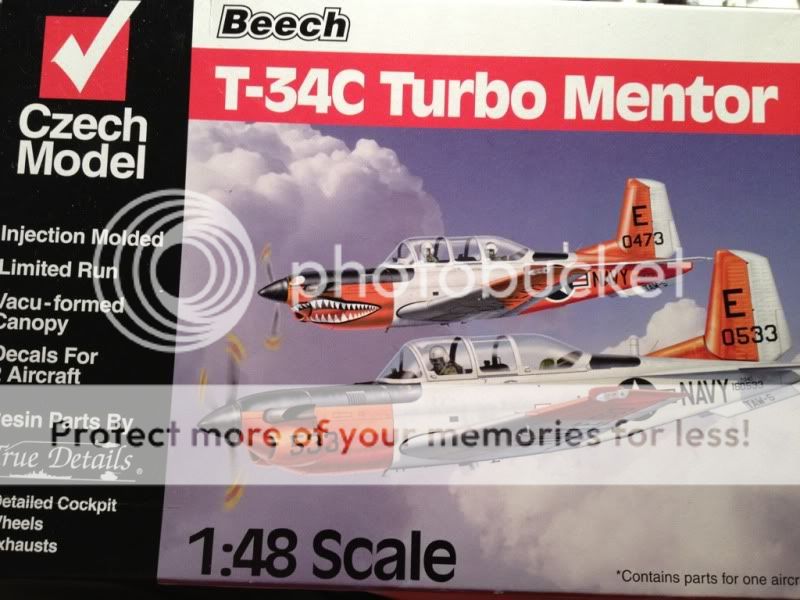 Beech
T-34C Turbo Mentor
Czech
Model
Injection Molded
Limited Run
Vacu-formed
Canopy
Decals For
2 Aircraft
Resin Parts By
True Details®
Detailed Cockpit
Wheels
Exhausts
E
0473
NAVY
E
0533
NAVY
533
photobucket
Protect more of your memories for less!
1:48 Scale
*Contains parts for one